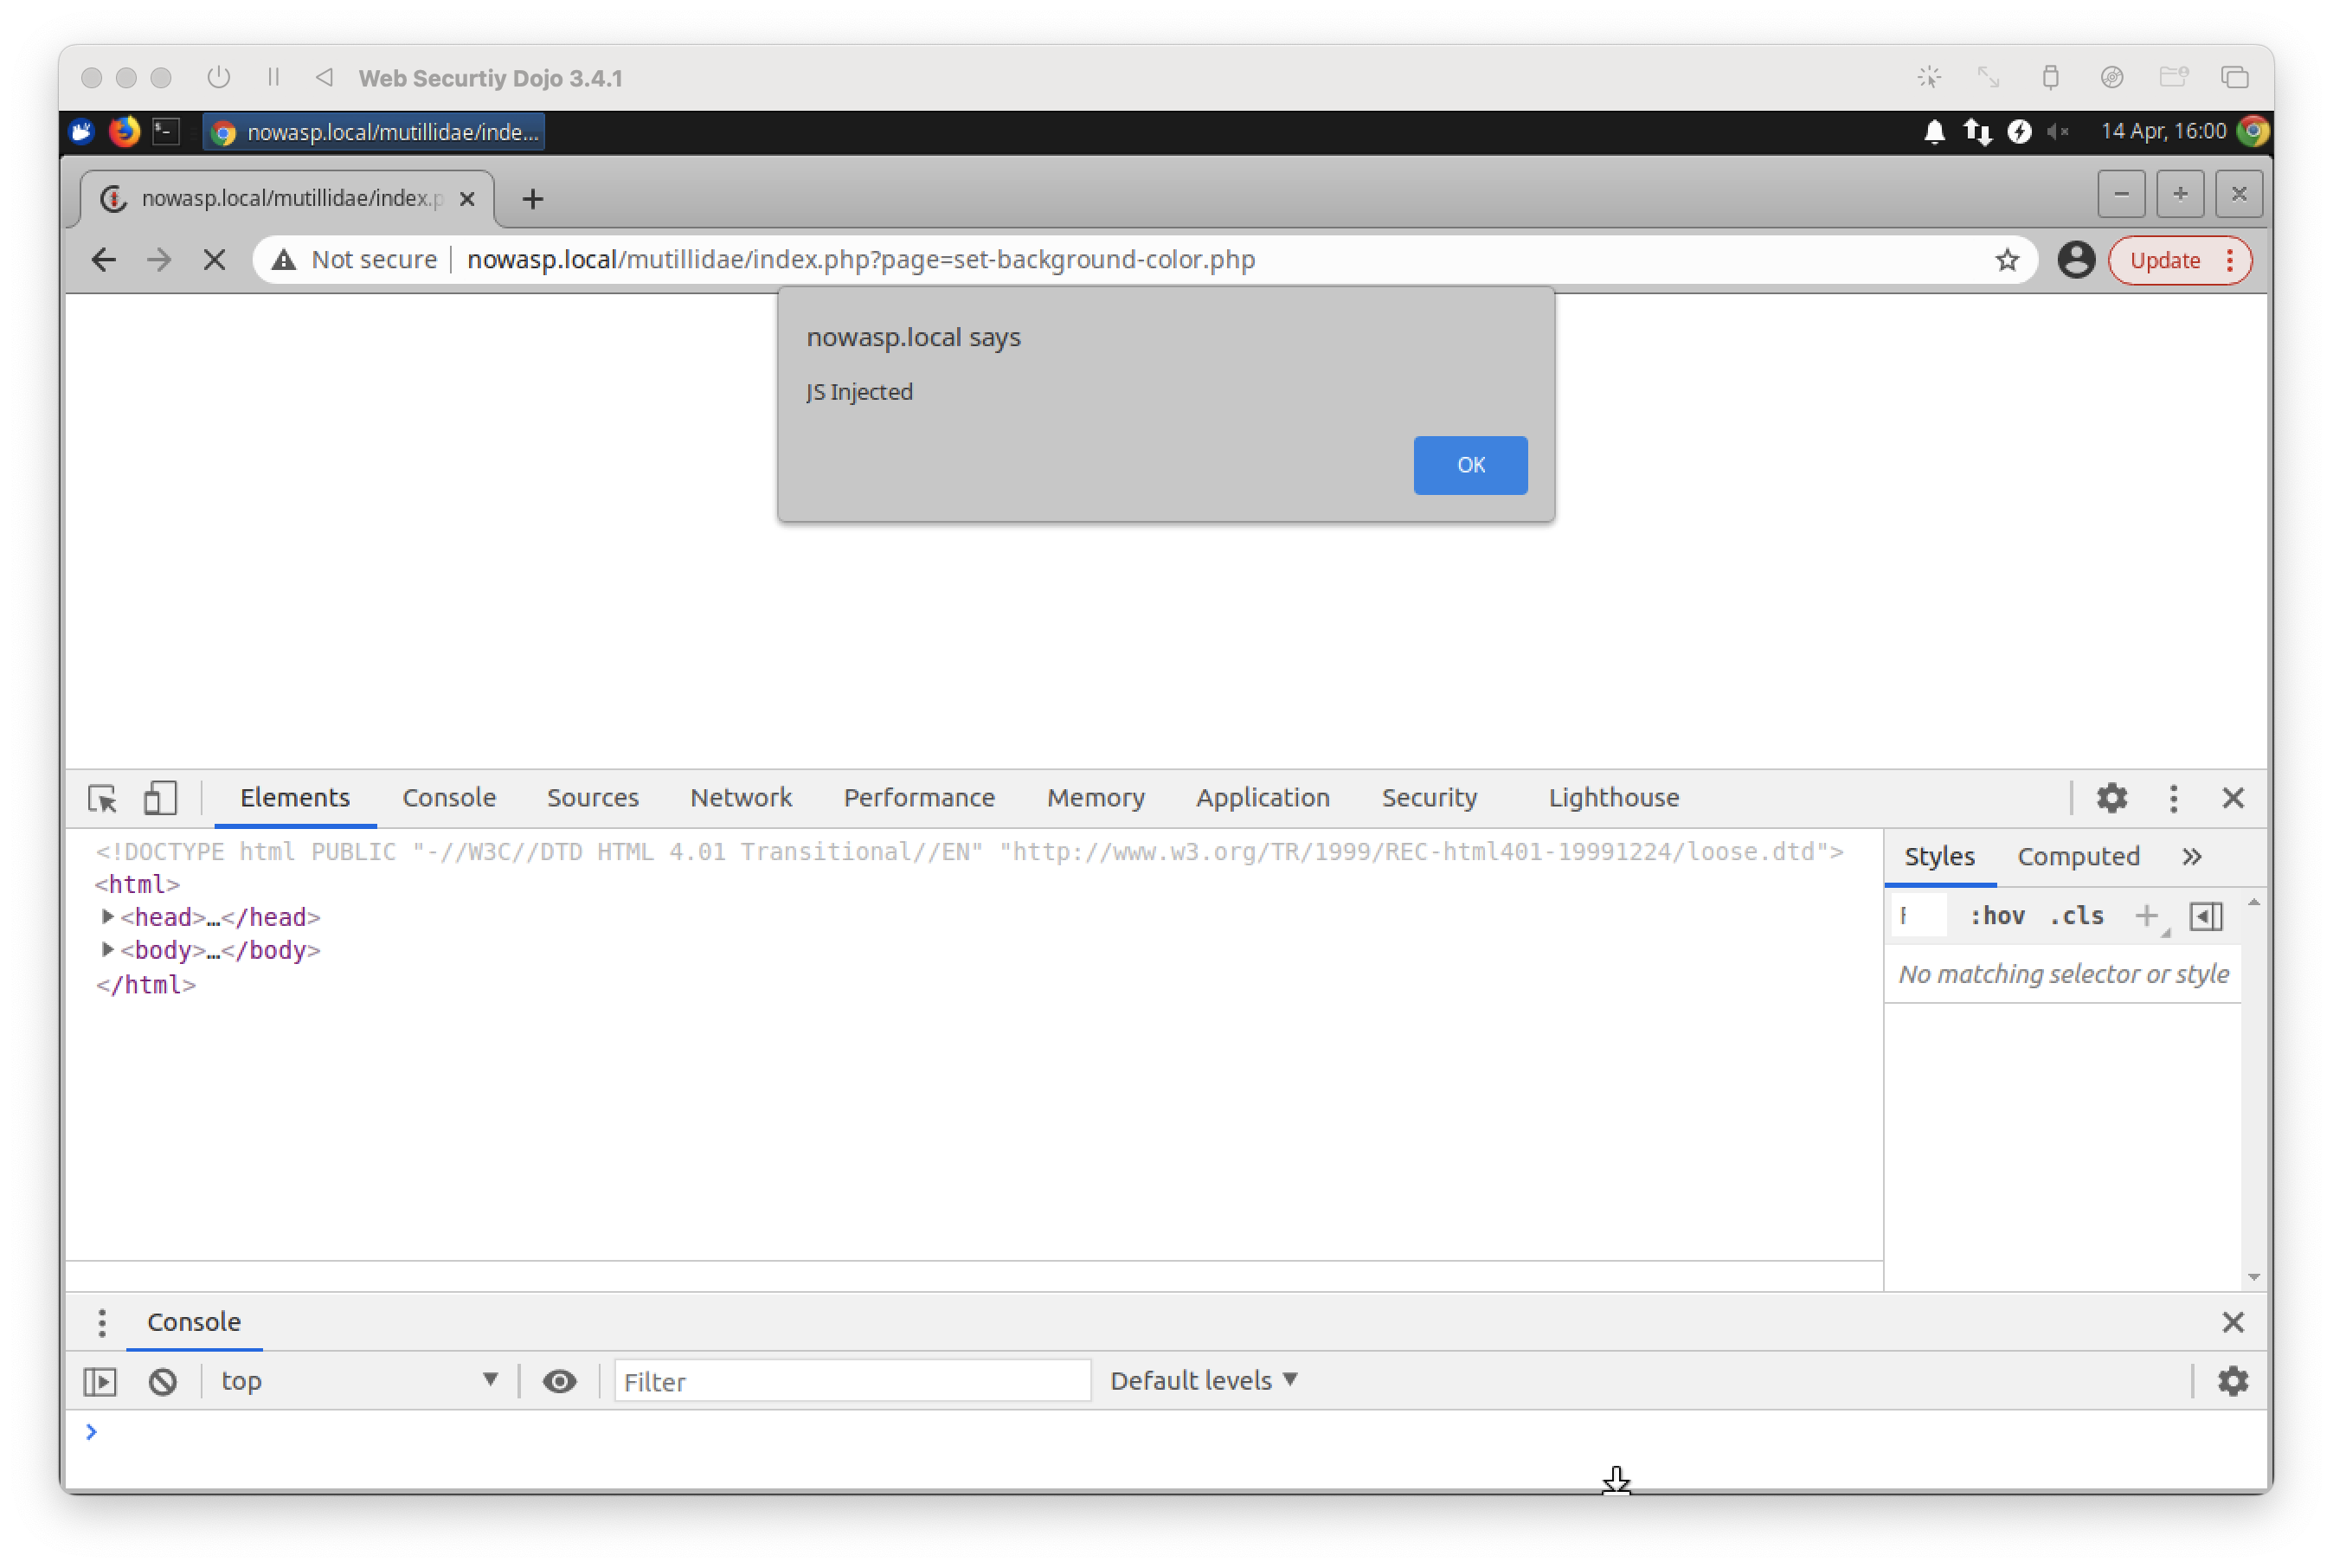 Web Securtiy Dojo 3.4.1
nowasp.local/mutillidae/inde...
14 Apr, 16:00
nowasp.local/mutillidae/index.p
Not secure
nowasp.local/mutillidae/index.php?page=set-background-color.php
Update
nowasp.local says
JS Injected
OK
Elements Console Sources Network Performance Memory Application Security Lighthouse
<!DOCTYPE html PUBLIC "-//W3C//DTD HTML 4.01 Transitional//EN" "http://www.w3.org/TR/1999/REC-html401-19991224/loose.dtd">
<html>
<head>…</head>
<body>…</body>
</html>
Styles Computed
:hov .cls
No matching selector or style
Console
top
Filter
Default levels